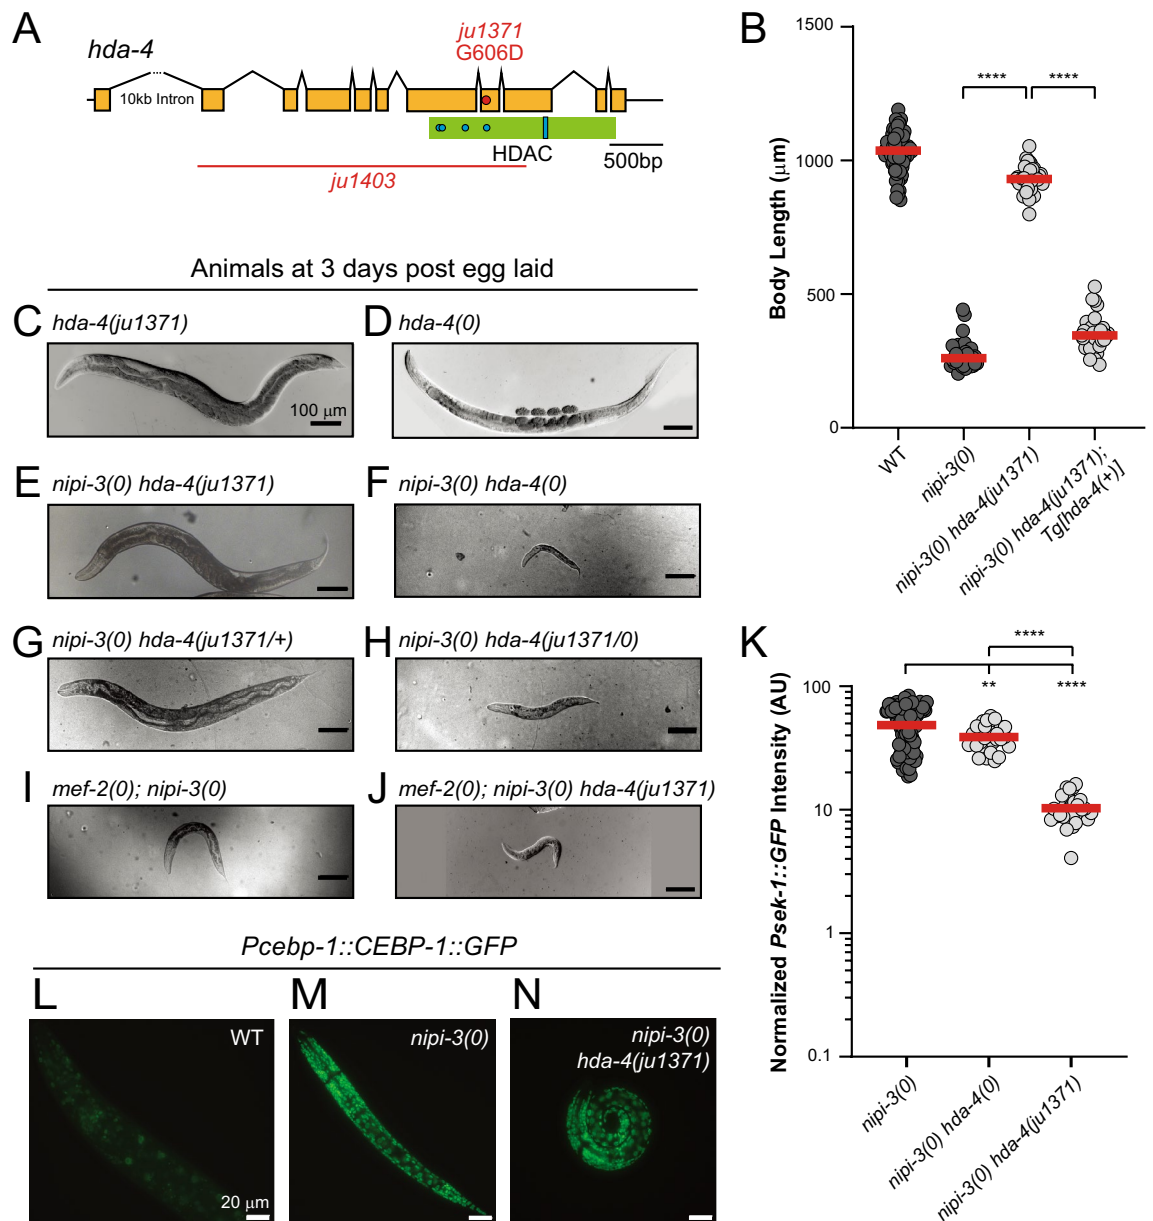 A
hda-4
ju1371
G606D
10kb Intron
HDAC
500bp
ju1403
Animals at 3 days post egg laid
C hda-4(ju1371)
100 μm
D hda-4(0)
E nipi-3(0) hda-4(ju1371)
F nipi-3(0) hda-4(0)
G nipi-3(0) hda-4(ju1371/+)
H nipi-3(0) hda-4(ju1371/0)
I mef-2(0); nipi-3(0)
J mef-2(0); nipi-3(0) hda-4(ju1371)
Pcebp-1::CEBP-1::GFP
L
WT
20 μm
M
nipi-3(0)
N
nipi-3(0)
hda-4(ju1371)
B
Body Length (μm)
1500
1000
500
0
**** ****
WT
nipi-3(0)
nipi-3(0) hda-4(ju1371)
nipi-3(0) hda-4(ju1371);
Tg[hda-4(+)]
K
Normalized Psek-1::GFP Intensity (AU)
100
10
1
0.1
****
** ****
nipi-3(0)
nipi-3(0) hda-4(0)
nipi-3(0) hda-4(ju1371)